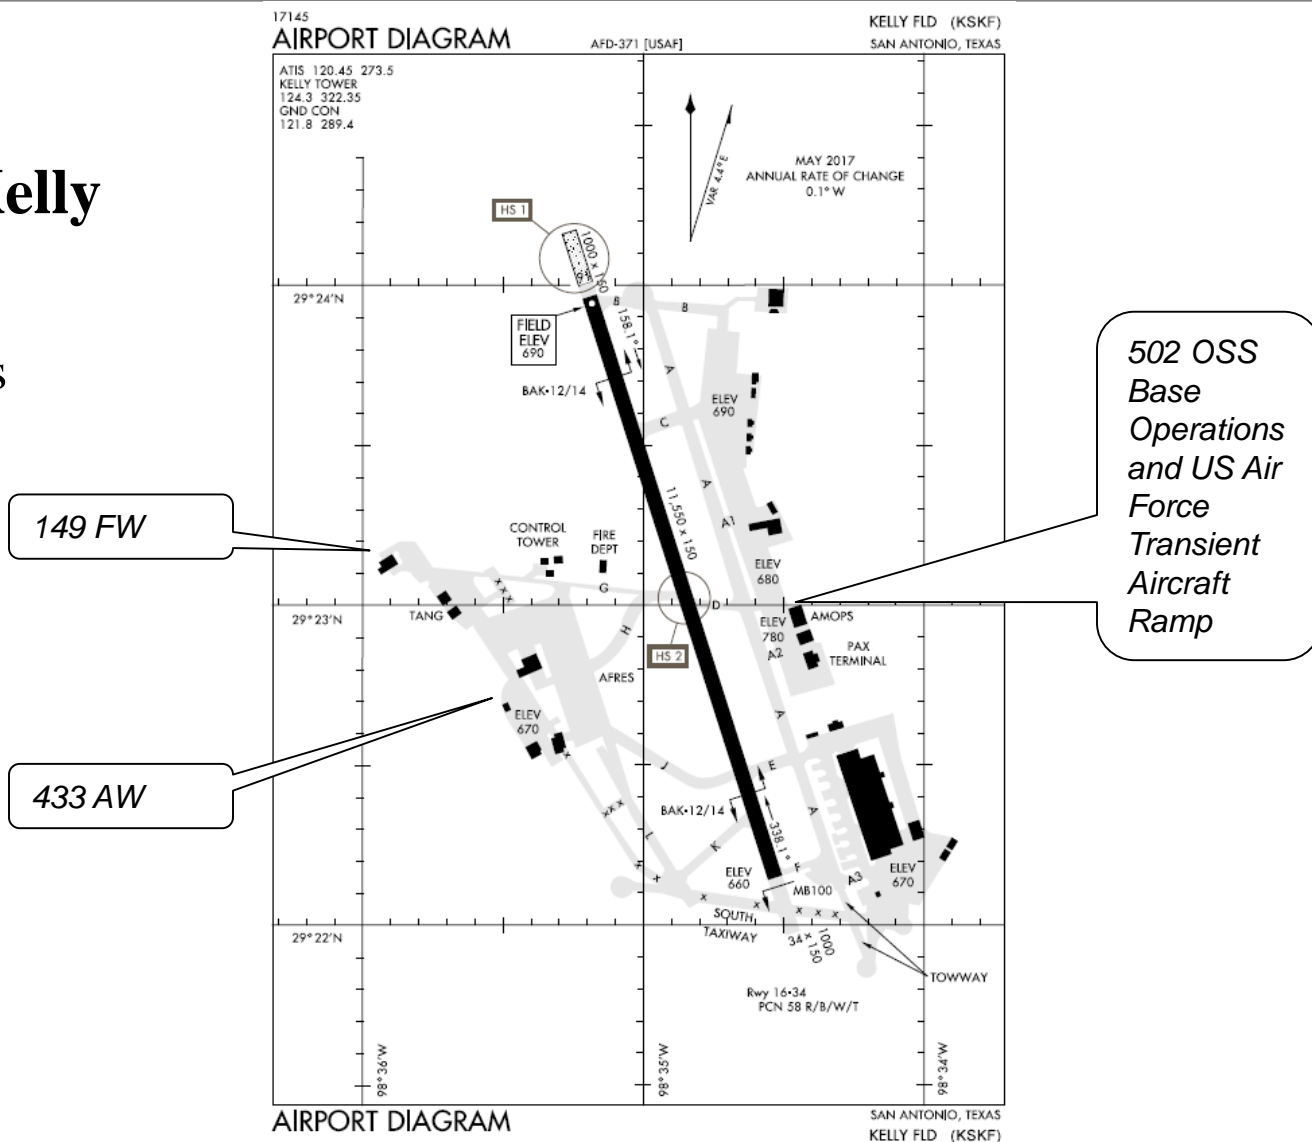 17145
AIRPORT DIAGRAM
AFD-371 [USAF]
KELLY FLD (KSKF)
SAN ANTONIO, TEXAS
ATIS 120.45 273.5
KELLY TOWER
124.3 322.35
GND CON
121.8 289.4
VAR 4.4° E
MAY 2017
ANNUAL RATE OF CHANGE
0.1° W
elly
s
HS 1
1000 x 150
29°24'N
FIELD
ELEV
690
158.1°
B
B
A
BAK-12/14
ELEV
690
C
502 OSS
Base
Operations
and US Air
Force
Transient
Aircraft
Ramp
149 FW
A
11,550 x 150
A1
CONTROL
TOWER
FIRE
DEPT
ELEV
680
x x x
G
D
29°23'N
TANG
H
ELEV
780
AMOPS
A2
PAX
TERMINAL
HS 2
AFRES
ELEV
670
A
x
J
E
433 AW
BAK-12/14
x x x
A
338.1°
L
K
x
x
ELEV
660
F
A3
ELEV
670
MB100
x
x
x x x
SOUTH
TAXIWAY
34
1000
x
150
29°22'N
TOWWAY
Rwy 16-34
PCN 58 R/B/W/T
98°36'W
98°35'W
98°34'W
AIRPORT DIAGRAM
SAN ANTONIO, TEXAS
KELLY FLD (KSKF)